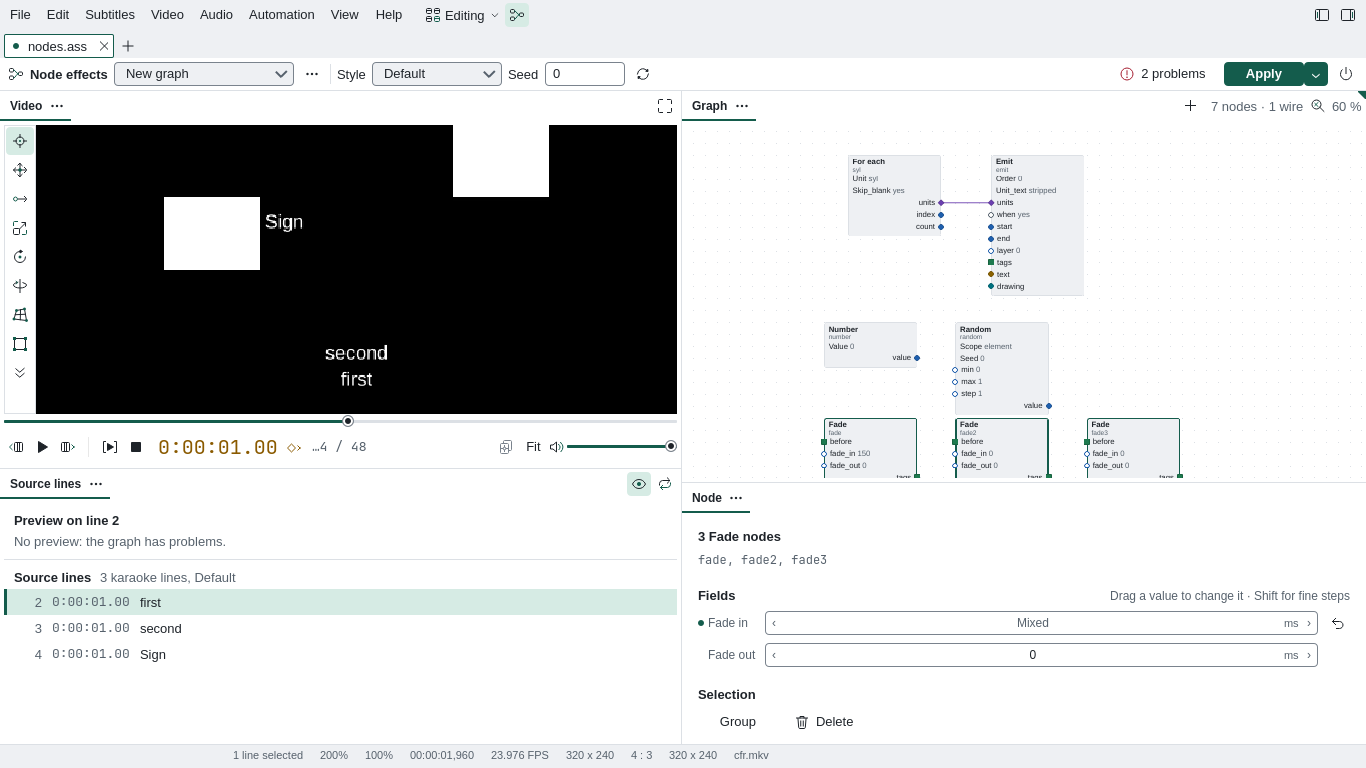 File Edit Subtitles Video Audio Automation View Help Editing
nodes.ass
Node effects New graph Style Default Seed 0 2 problems Apply
Video
Graph 7 nodes · 1 wire 60 %
Sign
second
first
For each
syl
Unit syl
Skip_blank yes
units
index
count
Emit
emit
Order 0
Unit_text stripped
units
when yes
start
end
layer 0
tags
text
drawing
Number
number
Value 0
value
Random
random
Scope element
Seed 0
min 0
max 1
step 1
value
Fade
fade
before
fade_in 150
fade_out 0
tags
Fade
fade2
before
fade_in 0
fade_out 0
tags
Fade
fade3
before
fade_in 0
fade_out 0
tags
0:00:01.00 …4 / 48 Fit
Source lines
Preview on line 2
No preview: the graph has problems.
Source lines 3 karaoke lines, Default
2 0:00:01.00 first
3 0:00:01.00 second
4 0:00:01.00 Sign
Node
3 Fade nodes
fade, fade2, fade3
Fields Drag a value to change it · Shift for fine steps
Fade in Mixed ms
Fade out 0 ms
Selection
Group Delete
1 line selected 200% 100% 00:00:01,960 23.976 FPS 320 x 240 4 : 3 320 x 240 cfr.mkv